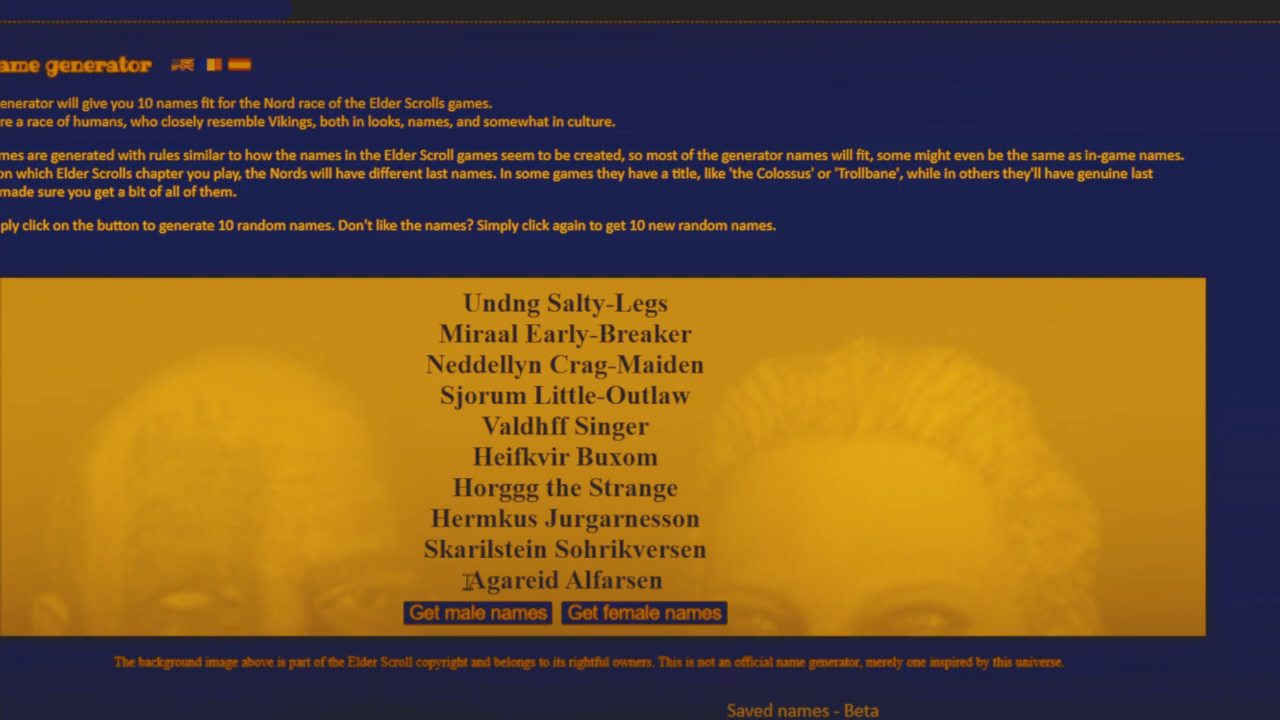 ame generator
enerator will give you 10 names fit for the Nord race of the Elder Scrolls games.
re a race of humans, who closely resemble Vikings, both in looks, names, and somewhat in culture.
mes are generated with rules similar to how the names in the Elder Scroll games seem to be created, so most of the generator names will fit, some might even be the same as in-game names.
on which Elder Scrolls chapter you play, the Nords will have different last names. In some games they have a title, like 'the Colossus' or 'Trollbane', while in others they'll have genuine last
made sure you get a bit of all of them.
ply click on the button to generate 10 random names. Don't like the names? Simply click again to get 10 new random names.
Undng Salty-Legs
Miraal Early-Breaker
Neddellyn Crag-Maiden
Sjorum Little-Outlaw
Valdhff Singer
Heifkvir Buxom
Horggg the Strange
Hermkus Jurgarnesson
Skarilstein Sohrikversen
Agareid Alfarsen
Get male names Get female names
The background image above is part of the Elder Scroll copyright and belongs to its rightful owners. This is not an official name generator, merely one inspired by this universe.
Saved names - Beta